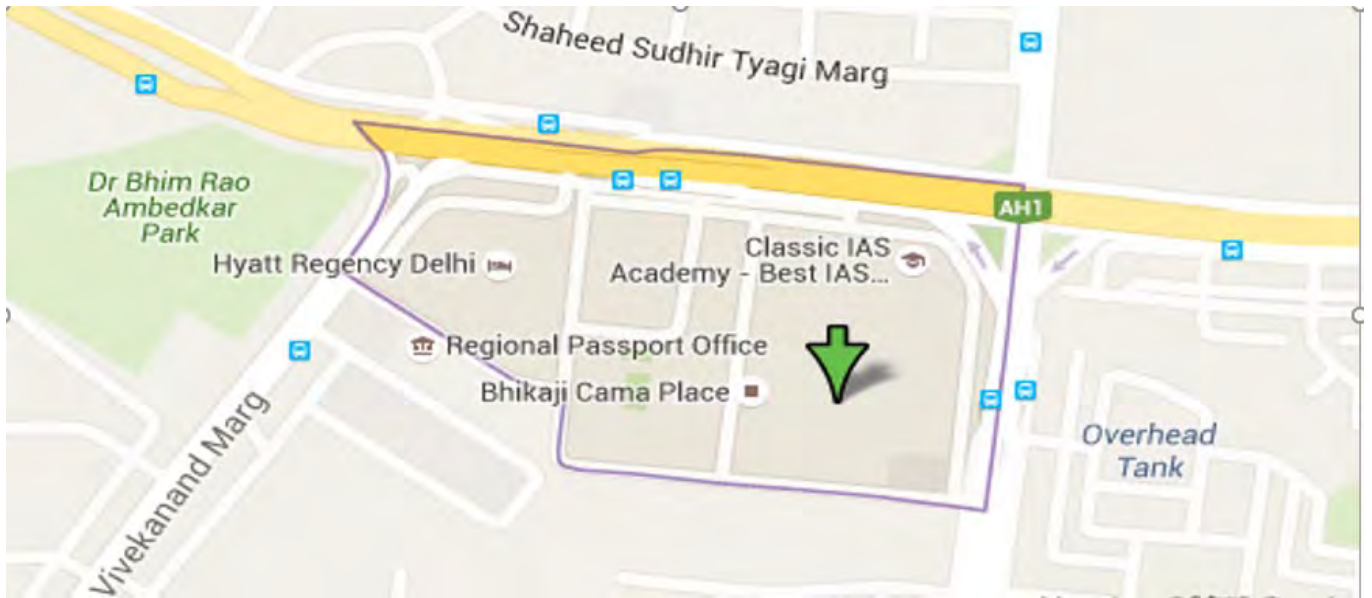 Shaheed Sudhir Tyagi Marg
Dr Bhim Rao
Ambedkar
Park
AH1
Hyatt Regency Delhi
Classic IAS
Academy - Best IAS...
Regional Passport Office
Bhikaji Cama Place
Overhead
Tank
Vivekanand Marg